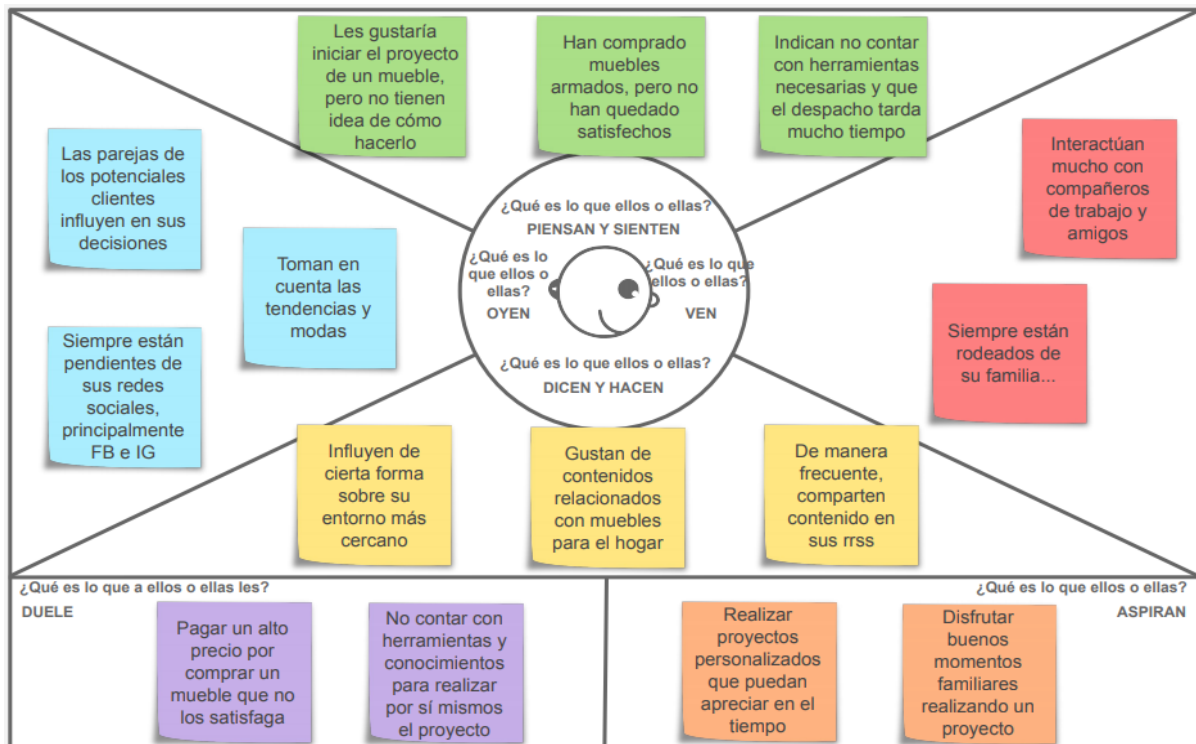 Les gustaría
iniciar el proyecto
de un mueble,
pero no tienen
idea de cómo
hacerlo
Han comprado
muebles
armados, pero no
han quedado
satisfechos
Indican no contar
con herramientas
necesarias y que
el despacho tarda
mucho tiempo
Las parejas de
los potenciales
clientes
influyen en sus
decisiones
Toman en
cuenta las
tendencias y
modas
Siempre están
pendientes de
sus redes
sociales,
principalmente
FB e IG
¿Qué es lo que ellos o ellas?
PIENSAN Y SIENTEN
¿Qué es lo
que ellos o
ellas?
OYEN
¿Qué es lo que
ellos o ellas?
VEN
¿Qué es lo que ellos o ellas?
DICEN Y HACEN
Interactúan
mucho con
compañeros
de trabajo y
amigos
Siempre están
rodeados de
su familia...
Influyen de
cierta forma
sobre su
entorno más
cercano
Gustan de
contenidos
relacionados
con muebles
para el hogar
De manera
frecuente,
comparten
contenido en
sus rrss
¿Qué es lo que a ellos o ellas les?
DUELE
Pagar un alto
precio por
comprar un
mueble que no
los satisfaga
No contar con
herramientas y
conocimientos
para realizar
por sí mismos
el proyecto
¿Qué es lo que ellos o ellas?
ASPIRAN
Realizar
proyectos
personalizados
que puedan
apreciar en el
tiempo
Disfrutar
buenos
momentos
familiares
realizando un
proyecto